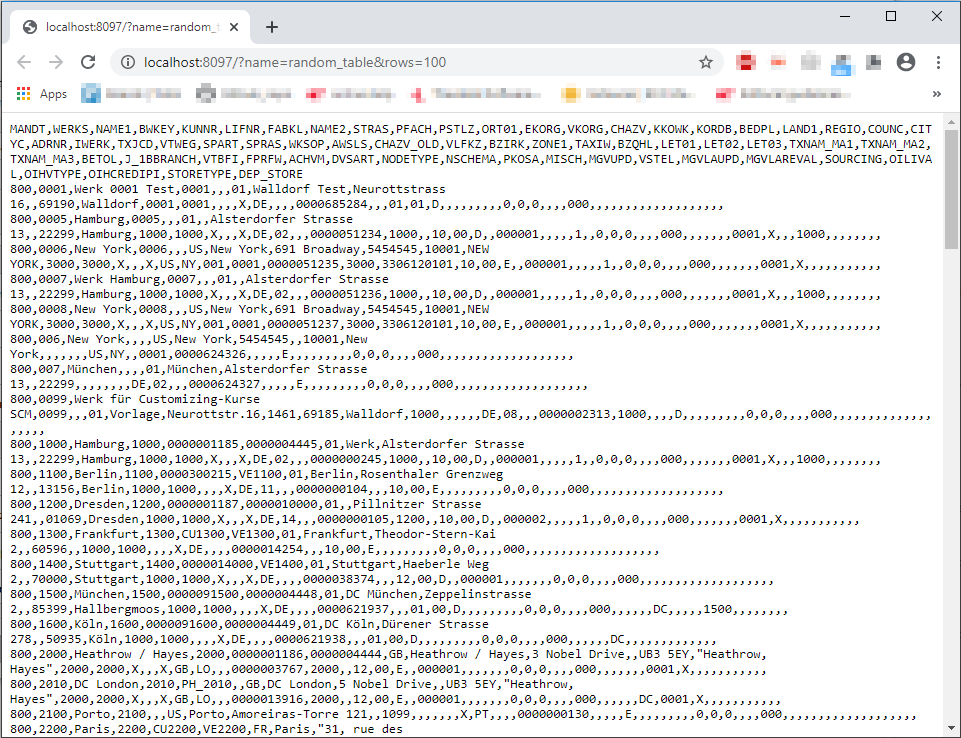 localhost:8097/?name=random_t
localhost:8097/?name=random_table&rows=100
Apps
»
MANDT,WERKS,NAME1,BWKEY,KUNNR,LIFNR,FABKL,NAME2,STRAS,PFACH,PSTLZ,ORT01,EKORG,VKORG,CHAZV,KKOWK,KORDB,BEDPL,LAND1,REGIO,COUNC,CIT
YC,ADRNR,IWERK,TXJCD,VTWEG,SPART,SPRAS,WKSOP,AWSLS,CHAZV_OLD,VLFKZ,BZIRK,ZONE1,TAXIW,BZQHL,LET01,LET02,LET03,TXNAM_MA1,TXNAM_MA2,
TXNAM_MA3,BETOL,J_1BBRANCH,VTBFI,FPRFW,ACHVM,DVSART,NODETYPE,NSCHEMA,PKOSA,MISCH,MGVUPD,VSTEL,MGVLAUPD,MGVLAREVAL,SOURCING,OILIVA
L,OIHVTYPE,OIHCREDIPI,STORETYPE,DEP_STORE
800,0001,Werk 0001 Test,0001,,,01,Walldorf Test,Neurottstrass
16,,69190,Walldorf,0001,0001,,,,X,DE,,,,0000685284,,,01,01,D,,,,,,,,,0,0,0,,,,000,,,,,,,,,,,,,,,,,,
800,0005,Hamburg,0005,,,01,,Alsterdorfer Strasse
13,,22299,Hamburg,1000,1000,X,,,X,DE,02,,,0000051234,1000,,10,00,D,,000001,,,,,1,,0,0,0,,,,000,,,,,,,0001,X,,,1000,,,,,,,,
800,0006,New York,0006,,,US,New York,691 Broadway,5454545,10001,NEW
YORK,3000,3000,X,,,X,US,NY,001,0001,0000051235,3000,3306120101,10,00,E,,000001,,,,,1,,0,0,0,,,,000,,,,,,,0001,X,,,,,,,,,,,
800,0007,Werk Hamburg,0007,,,01,,Alsterdorfer Strasse
13,,22299,Hamburg,1000,1000,X,,,X,DE,02,,,0000051236,1000,,10,00,D,,000001,,,,,1,,0,0,0,,,,000,,,,,,,0001,X,,,1000,,,,,,,,
800,0008,New York,0008,,,US,New York,691 Broadway,5454545,10001,NEW
YORK,3000,3000,X,,,X,US,NY,001,0001,0000051237,3000,3306120101,10,00,E,,000001,,,,,1,,0,0,0,,,,000,,,,,,,0001,X,,,,,,,,,,,
800,006,New York,,,,US,New York,5454545,,10001,New
York,,,,,,,US,NY,,0001,0000624326,,,,,E,,,,,,,,,0,0,0,,,,000,,,,,,,,,,,,,,,,,,
800,007,München,,,,01,München,Alsterdorfer Strasse
13,,22299,,,,,,,,DE,02,,,0000624327,,,,,E,,,,,,,,,0,0,0,,,,000,,,,,,,,,,,,,,,,,,
800,0099,Werk für Customizing-Kurse
SCM,0099,,,01,Vorlage,Neurottstr.16,1461,69185,Walldorf,1000,,,,,,DE,08,,,0000002313,1000,,,,D,,,,,,,,,0,0,0,,,,000,,,,,,,,,,,,,
,,,,,
800,1000,Hamburg,1000,0000001185,0000004445,01,Werk,Alsterdorfer Strasse
13,,22299,Hamburg,1000,1000,X,,,X,DE,02,,,0000000245,1000,,10,00,D,,000001,,,,,1,,0,0,0,,,,000,,,,,,,0001,X,,,1000,,,,,,,,
800,1100,Berlin,1100,0000300215,VE1100,01,Berlin,Rosenthaler Grenzweg
12,,13156,Berlin,1000,1000,,,,X,DE,11,,,0000000104,,,10,00,E,,,,,,,,,0,0,0,,,,000,,,,,,,,,,,,,,,,,,
800,1200,Dresden,1200,0000001187,0000010000,01,,Pillnitzer Strasse
241,,01069,Dresden,1000,1000,X,,,X,DE,14,,,0000000105,1200,,10,00,D,,000002,,,,,1,,0,0,0,,,,000,,,,,,,0001,X,,,,,,,,,,,
800,1300,Frankfurt,1300,CU1300,VE1300,01,Frankfurt,Theodor-Stern-Kai
2,,60596,,1000,1000,,,,X,DE,,,,0000014254,,,10,00,E,,,,,,,,,0,0,0,,,,000,,,,,,,,,,,,,,,,,,
800,1400,Stuttgart,1400,0000014000,VE1400,01,Stuttgart,Haeberle Weg
2,,70000,Stuttgart,1000,1000,X,,,X,DE,,,,0000038374,,,12,00,D,,000001,,,,,,,0,0,0,,,,000,,,,,,,,,,,,,,,,,,
800,1500,München,1500,0000091500,0000004448,01,DC München,Zeppelinstrasse
2,,85399,Hallbergmoos,1000,1000,,,,X,DE,,,,0000621937,,,01,00,D,,,,,,,,,0,0,0,,,,000,,,,,,DC,,,,,1500,,,,,,,,
800,1600,Köln,1600,0000091600,0000004449,01,DC Köln,Dürener Strasse
278,,50935,Köln,1000,1000,,,,X,DE,,,,0000621938,,,01,00,D,,,,,,,,,0,0,0,,,,000,,,,,,DC,,,,,,,,,,,,,
800,2000,Heathrow / Hayes,2000,0000001186,0000004444,GB,Heathrow / Hayes,3 Nobel Drive,,UB3 5EY,"Heathrow,
Hayes",2000,2000,X,,,X,GB,LO,,,0000003767,2000,,12,00,E,,000001,,,,,,,0,0,0,,,,000,,,,,,,0001,X,,,,,,,,,,,
800,2010,DC London,2010,PH_2010,,GB,DC London,5 Nobel Drive,,UB3 5EY,"Heathrow,
Hayes",2000,2000,X,,,X,GB,LO,,,0000013916,2000,,12,00,E,,000001,,,,,,,0,0,0,,,,000,,,,,,DC,0001,X,,,,,,,,,,,
800,2100,Porto,2100,,,US,Porto,Amoreiras-Torre 121,,1099,,,,,,,X,PT,,,,0000000130,,,,,E,,,,,,,,,0,0,0,,,,000,,,,,,,,,,,,,,,,,,
800,2200,Paris,2200,CU2200,VE2200,FR,Paris,"31, rue des